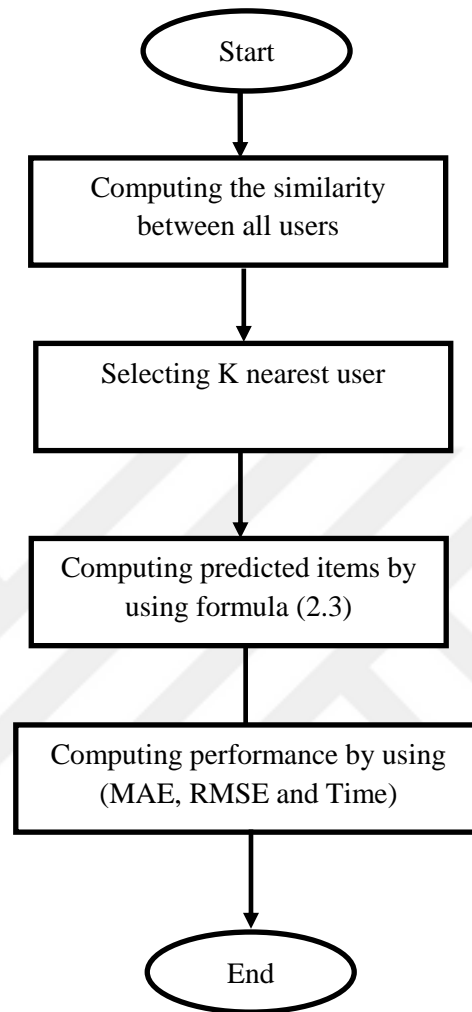 Start
Computing the similarity
between all users
Selecting K nearest user
Computing predicted items by
using formula (2.3)
Computing performance by using
(MAE, RMSE and Time)
End